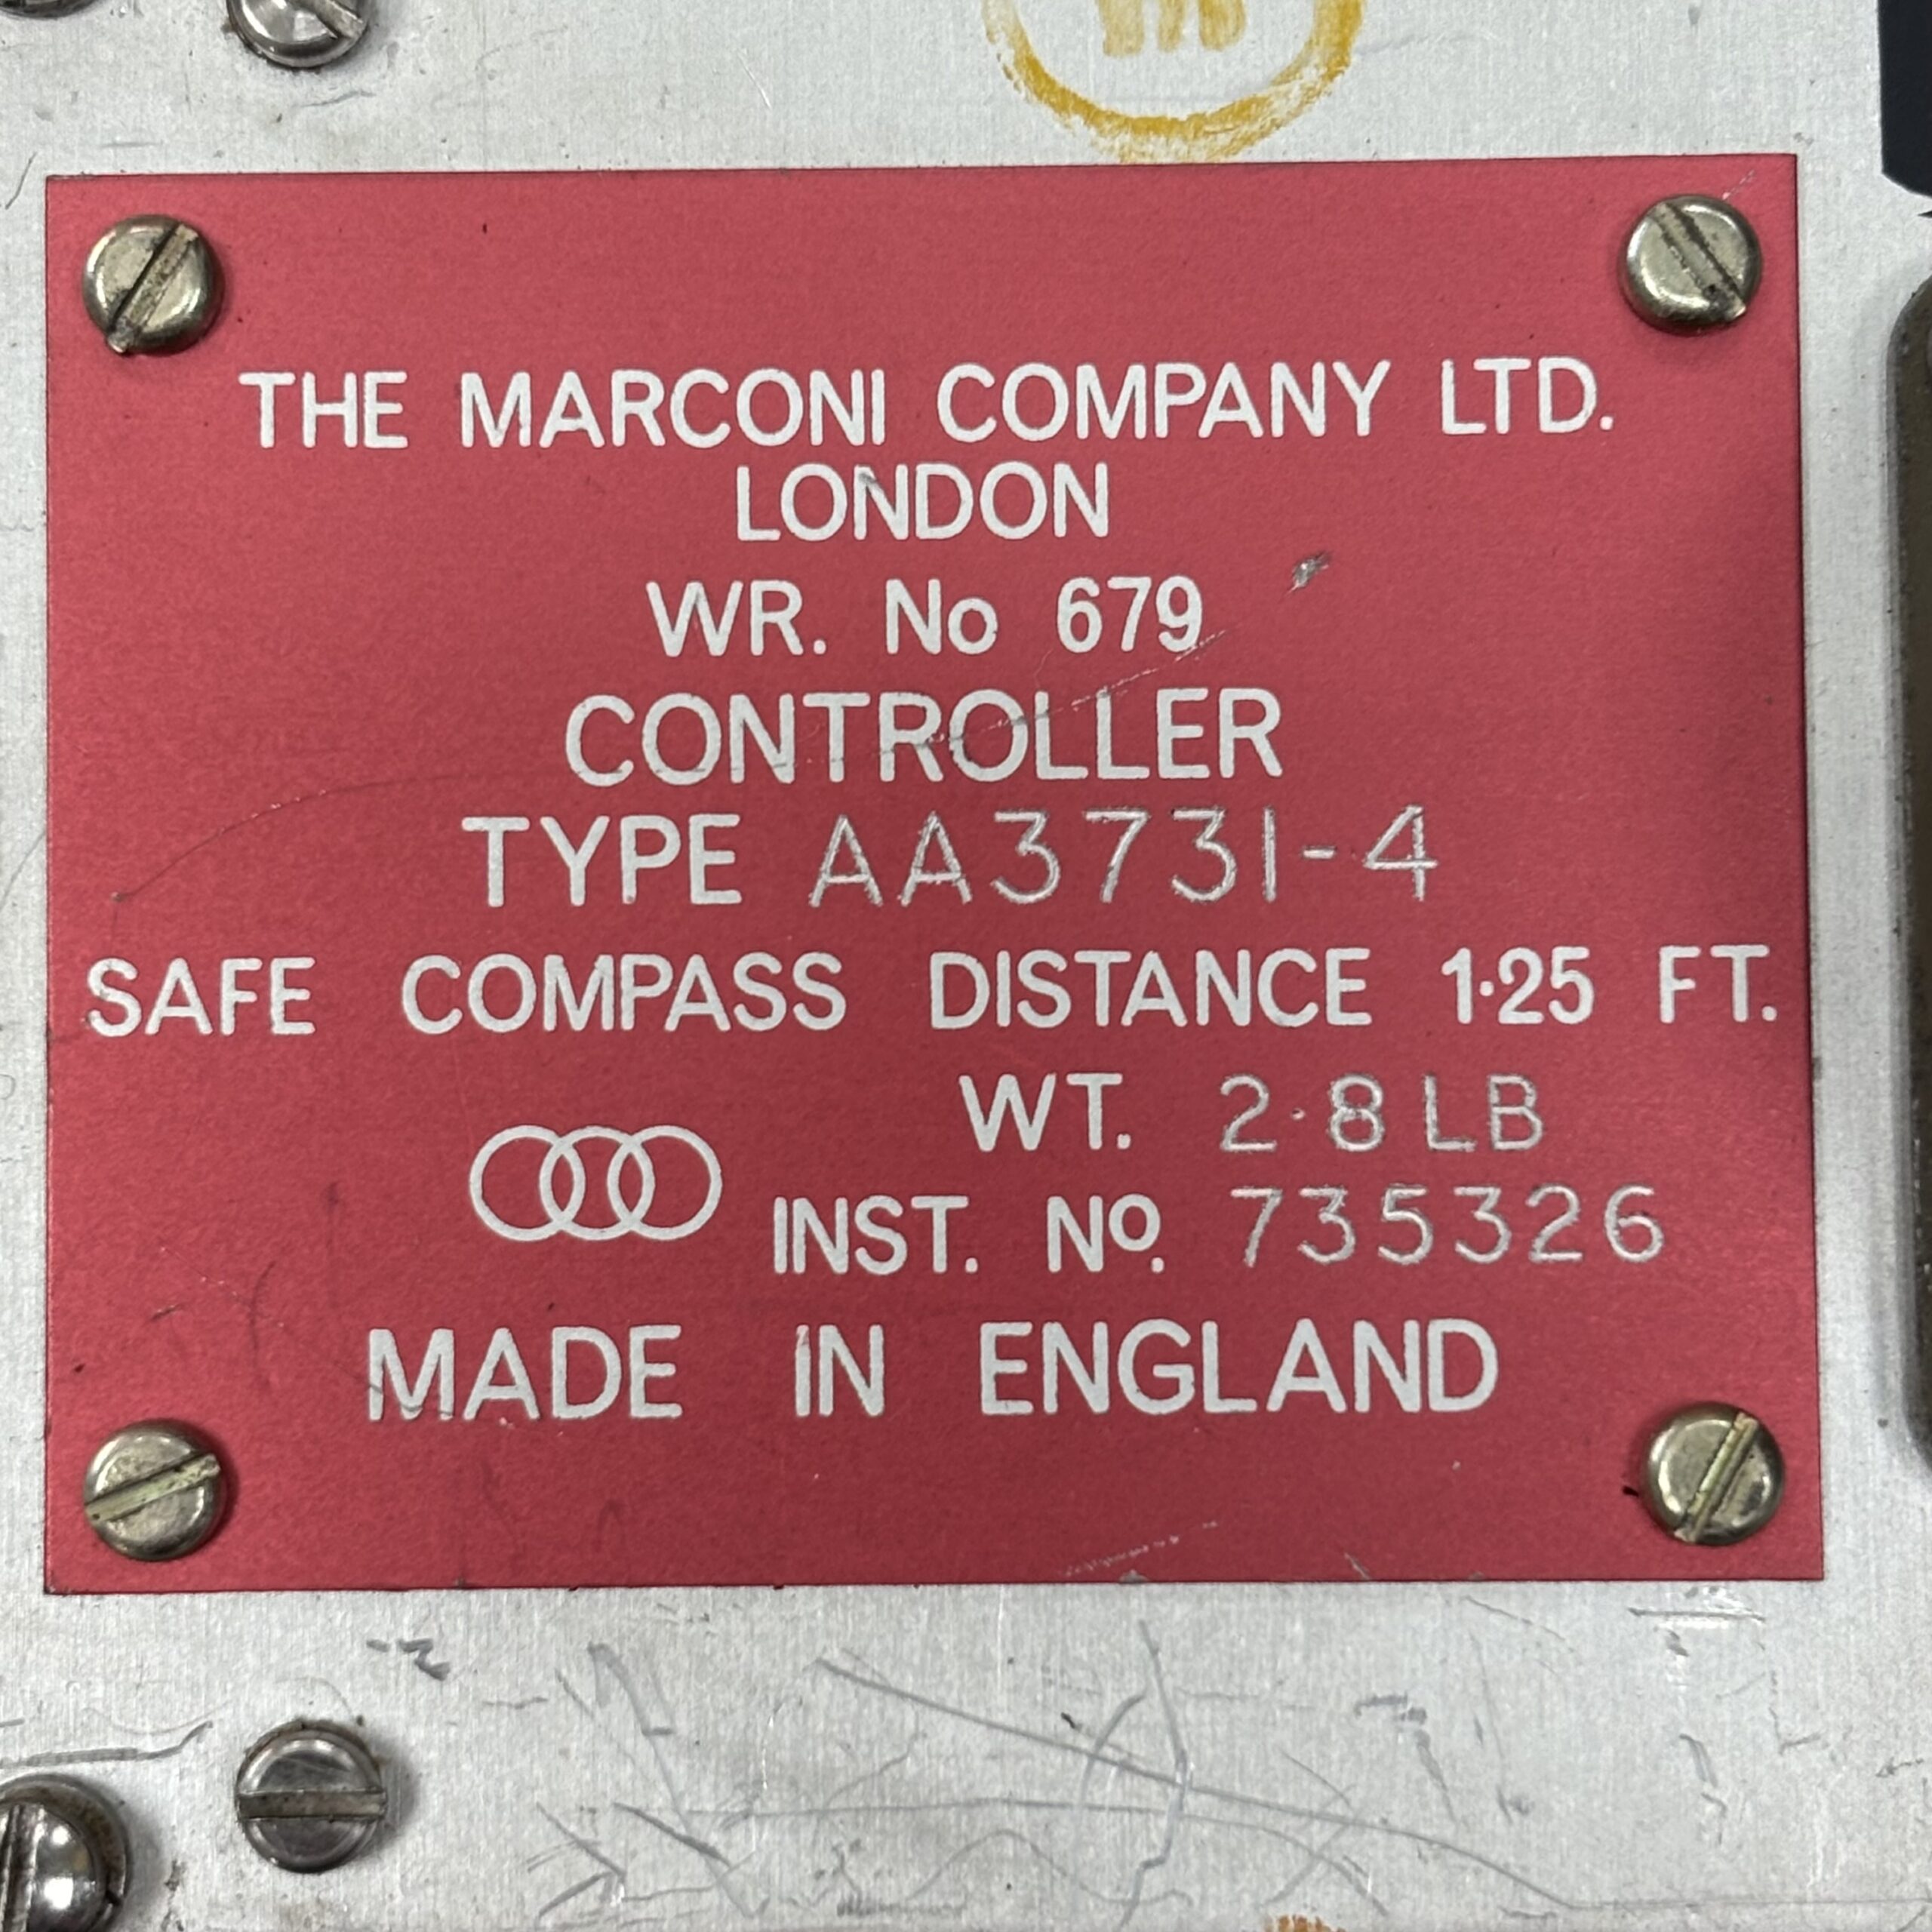 THE MARCONI COMPANY LTD.
LONDON
WR. No 679
CONTROLLER
TYPE AA3731-4
SAFE COMPASS DISTANCE 1·25 FT.
WT. 2·8 LB
INST. Nº. 735326
MADE IN ENGLAND